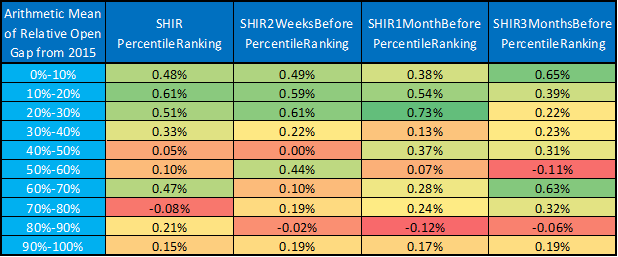 Arithmetic Mean of Relative Open Gap from 2015 SHIR PercentileRanking SHIR2WeeksBefore PercentileRanking SHIR1MonthBefore PercentileRanking SHIR3MonthsBefore PercentileRanking
0%-10% 0.48% 0.49% 0.38% 0.65%
10%-20% 0.61% 0.59% 0.54% 0.39%
20%-30% 0.51% 0.61% 0.73% 0.22%
30%-40% 0.33% 0.22% 0.13% 0.23%
40%-50% 0.05% 0.00% 0.37% 0.31%
50%-60% 0.10% 0.44% 0.07% -0.11%
60%-70% 0.47% 0.10% 0.28% 0.63%
70%-80% -0.08% 0.19% 0.24% 0.32%
80%-90% 0.21% -0.02% -0.12% -0.06%
90%-100% 0.15% 0.19% 0.17% 0.19%